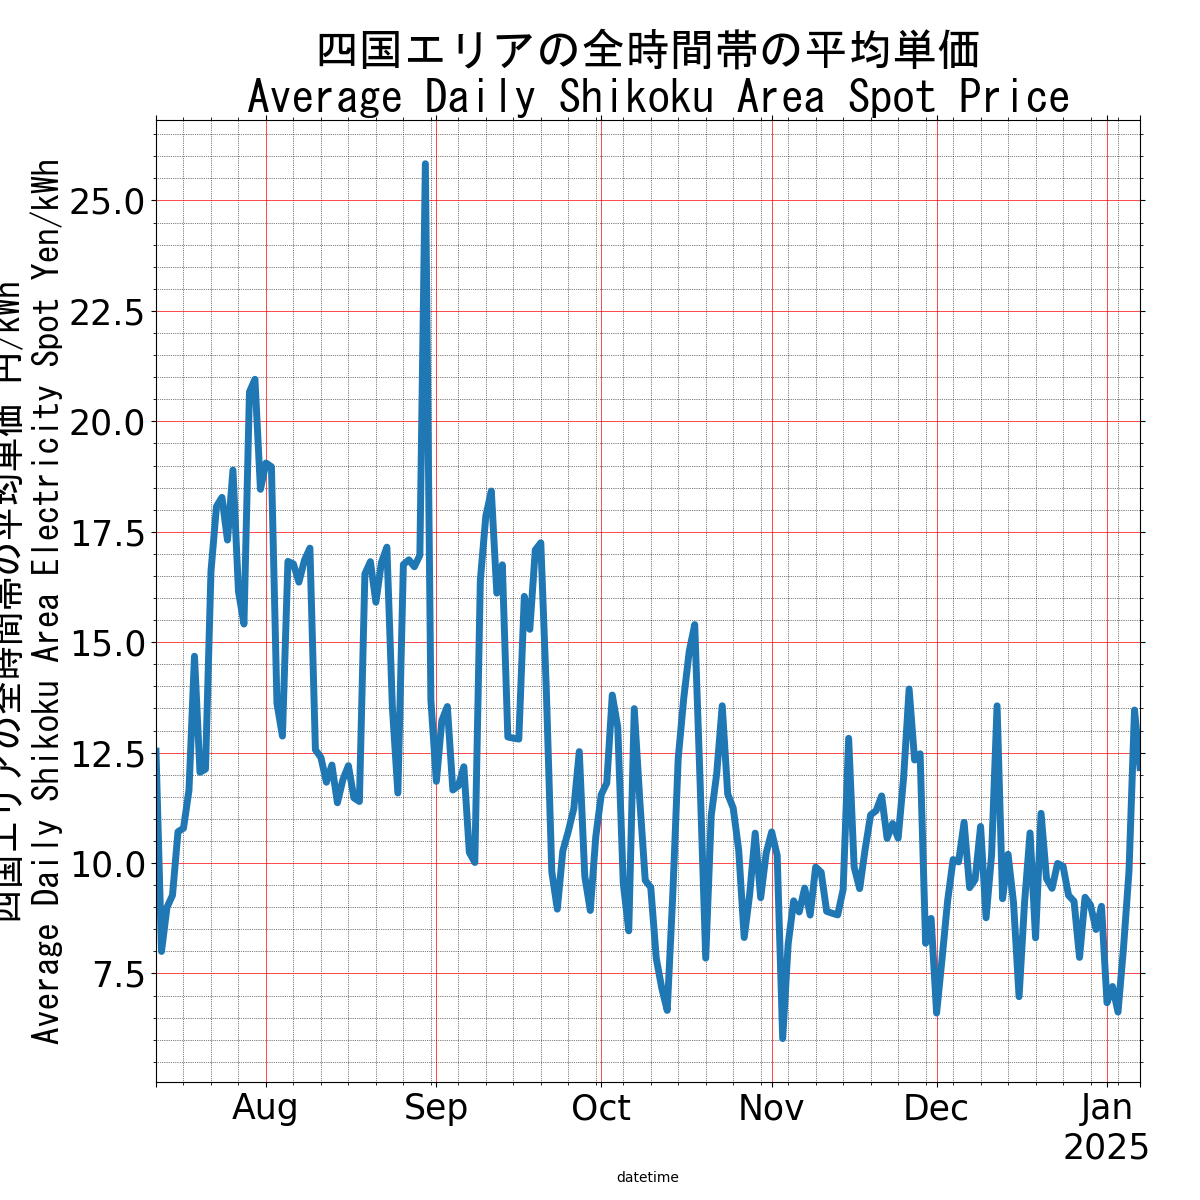 四国エリアの全時間帯の平均単価
Average Daily Shikoku Area Spot Price
四国エリアの全時間帯の平均単価 円/kWh
Average Daily Shikoku Area Electricity Spot Yen/kWh
25.0
22.5
20.0
17.5
15.0
12.5
10.0
7.5
Aug Sep Oct Nov Dec Jan
2025
datetime